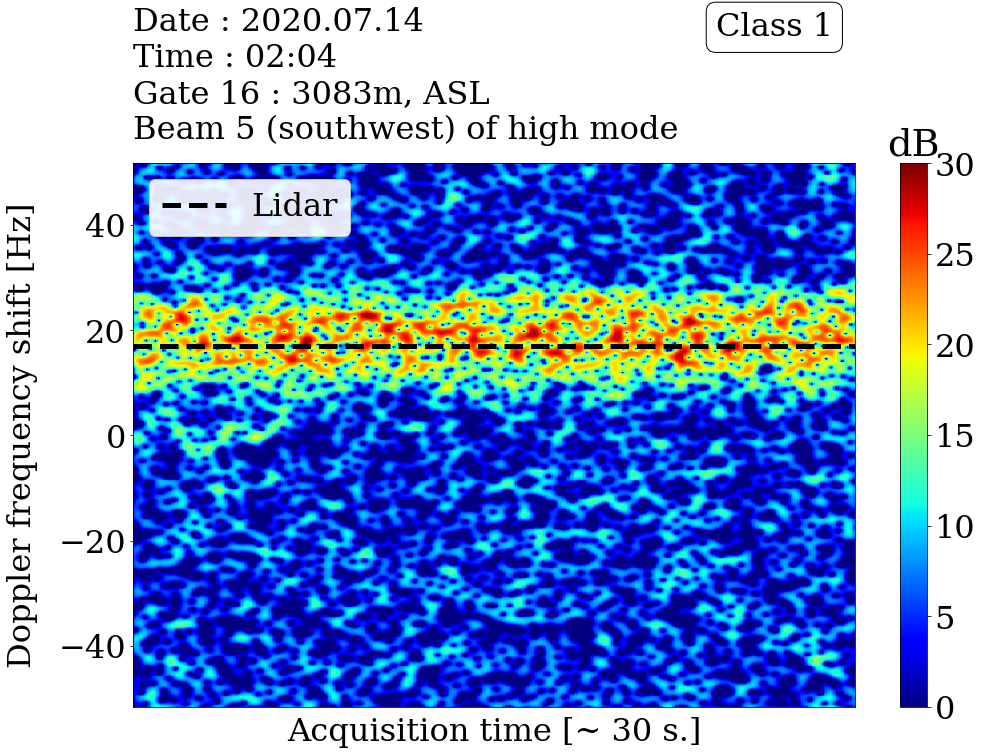 Date : 2020.07.14
Time : 02:04
Gate 16 : 3083m, ASL
Beam 5 (southwest) of high mode
Class 1
dB
Lidar
Doppler frequency shift [Hz]
40
20
0
−20
−40
30
25
20
15
10
5
0
Acquisition time [~ 30 s.]